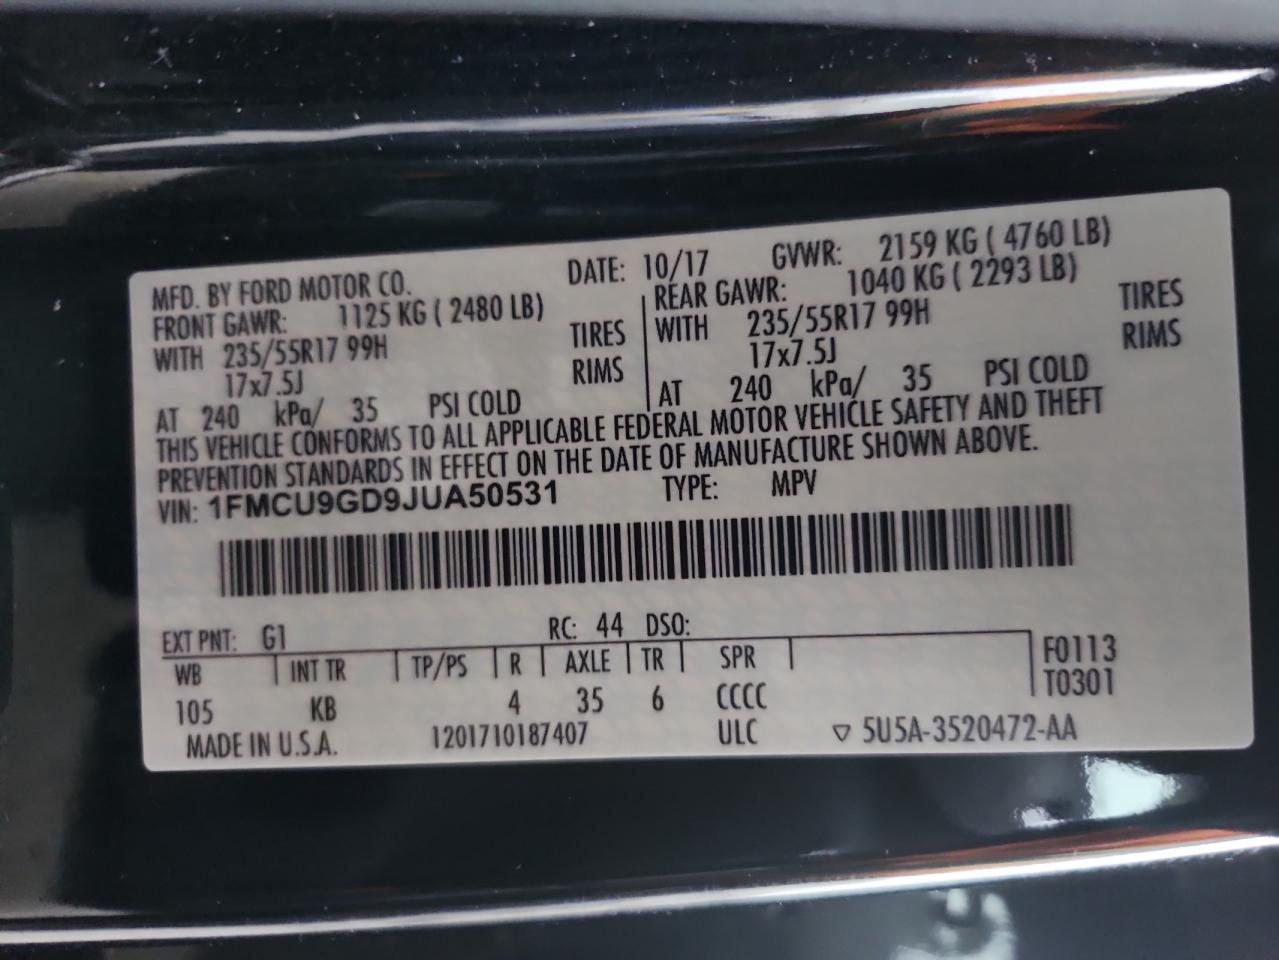 MFD. BY FORD MOTOR CO. DATE: 10/17 GVWR: 2159 KG ( 4760 LB)
FRONT GAWR: 1125 KG ( 2480 LB) REAR GAWR: 1040 KG ( 2293 LB)
WITH 235/55R17 99H TIRES WITH 235/55R17 99H TIRES
17x7.5J RIMS 17x7.5J RIMS
AT 240 kPa/ 35 PSI COLD AT 240 kPa/ 35 PSI COLD
THIS VEHICLE CONFORMS TO ALL APPLICABLE FEDERAL MOTOR VEHICLE SAFETY AND THEFT
PREVENTION STANDARDS IN EFFECT ON THE DATE OF MANUFACTURE SHOWN ABOVE.
VIN: 1FMCU9GD9JUA50531 TYPE: MPV
EXT PNT: G1 RC: 44 DSO:
WB INT TR TP/PS R AXLE TR SPR F0113
105 KB 4 35 6 CCCC T0301
MADE IN U.S.A. 1201710187407 ULC ▽ 5U5A-3520472-AA